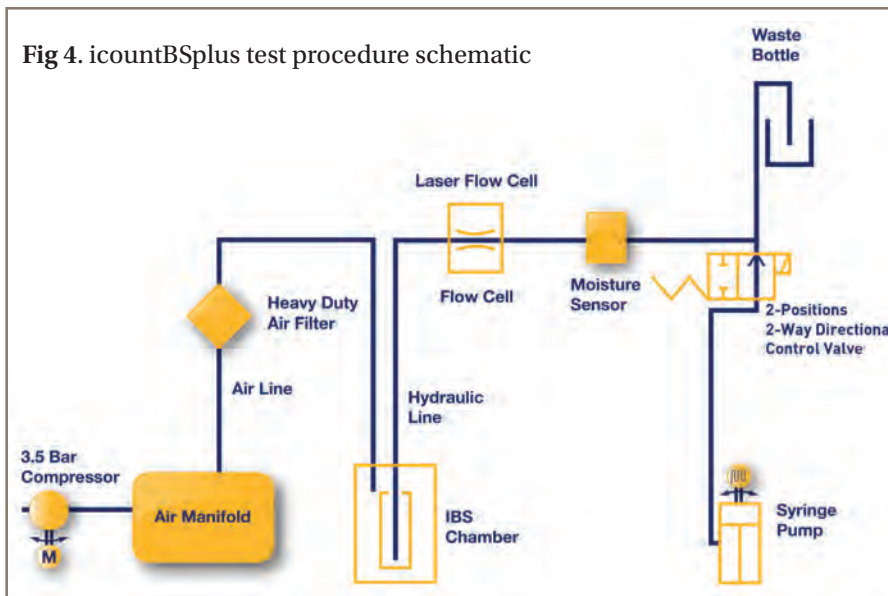 Fig 4. icountBSplus test procedure schematic
Waste
Bottle
Laser Flow Cell
Flow Cell
Moisture
Sensor
2-Positions
2-Way Directiona
Control Valve
Heavy Duty
Air Filter
Air Line
Hydraulic
Line
3.5 Bar
Compressor
M
Air Manifold
IBS
Chamber
Syringe
Pump